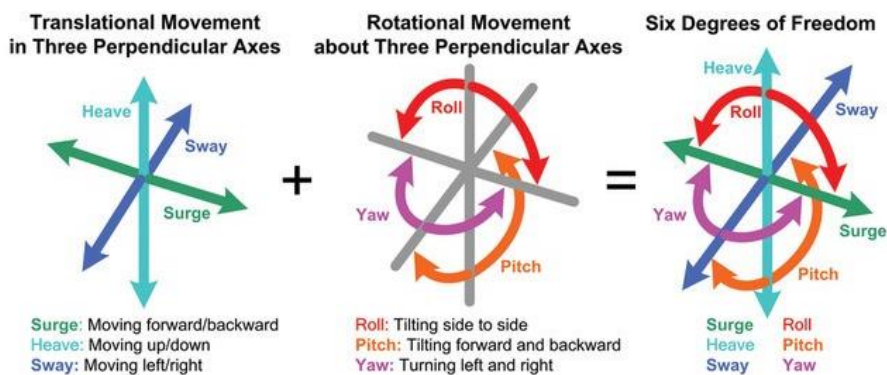 Translational Movement
in Three Perpendicular Axes
Heave
Sway
Surge
Surge: Moving forward/backward
Heave: Moving up/down
Sway: Moving left/right
+
Rotational Movement
about Three Perpendicular Axes
Roll
Yaw
Pitch
Roll: Tilting side to side
Pitch: Tilting forward and backward
Yaw: Turning left and right
=
Six Degrees of Freedom
Heave
Roll
Sway
Yaw
Surge
Pitch
Surge Roll
Heave Pitch
Sway Yaw